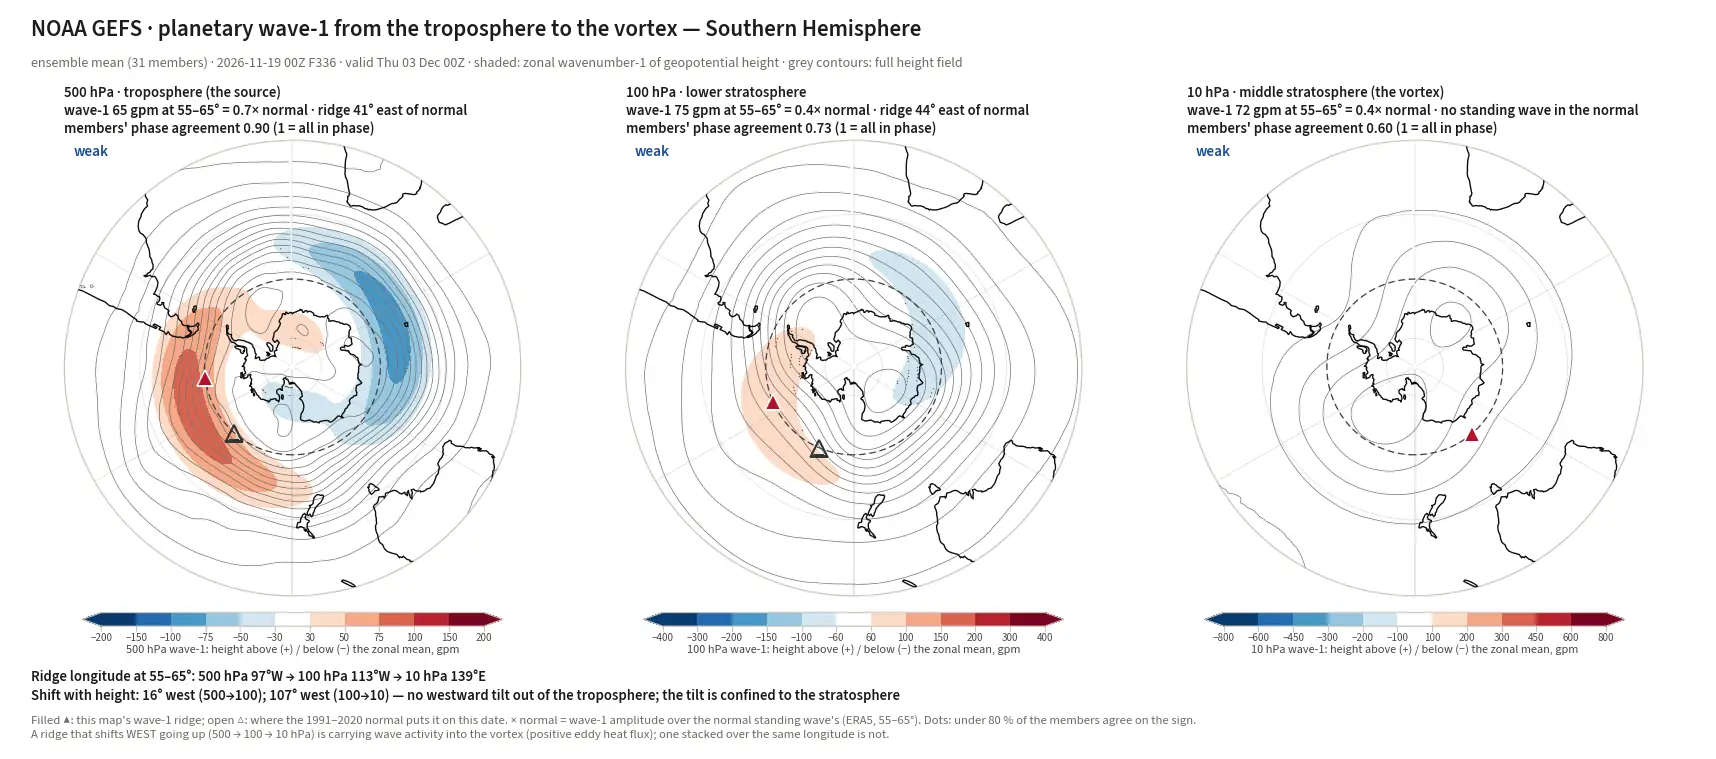 NOAA GEFS · planetary wave-1 from the troposphere to the vortex — Southern Hemisphere
ensemble mean (31 members) · 2026-11-19 00Z F336 · valid Thu 03 Dec 00Z · shaded: zonal wavenumber-1 of geopotential height · grey contours: full height field
500 hPa · troposphere (the source)
wave-1 65 gpm at 55–65° = 0.7× normal · ridge 41° east of normal
members' phase agreement 0.90 (1 = all in phase)
weak
100 hPa · lower stratosphere
wave-1 75 gpm at 55–65° = 0.4× normal · ridge 44° east of normal
members' phase agreement 0.73 (1 = all in phase)
weak
10 hPa · middle stratosphere (the vortex)
wave-1 72 gpm at 55–65° = 0.4× normal · no standing wave in the normal
members' phase agreement 0.60 (1 = all in phase)
weak
−200 −150 −100 −75 −50 −30 30 50 75 100 150 200
500 hPa wave-1: height above (+) / below (−) the zonal mean, gpm
−400 −300 −200 −150 −100 −60 60 100 150 200 300 400
100 hPa wave-1: height above (+) / below (−) the zonal mean, gpm
−800 −600 −450 −300 −200 −100 100 200 300 450 600 800
10 hPa wave-1: height above (+) / below (−) the zonal mean, gpm
Ridge longitude at 55–65°: 500 hPa 97°W → 100 hPa 113°W → 10 hPa 139°E
Shift with height: 16° west (500→100); 107° west (100→10) — no westward tilt out of the troposphere; the tilt is confined to the stratosphere
Filled ▲: this map's wave-1 ridge; open △: where the 1991–2020 normal puts it on this date. × normal = wave-1 amplitude over the normal standing wave's (ERA5, 55–65°). Dots: under 80 % of the members agree on the sign.
A ridge that shifts WEST going up (500 → 100 → 10 hPa) is carrying wave activity into the vortex (positive eddy heat flux); one stacked over the same longitude is not.